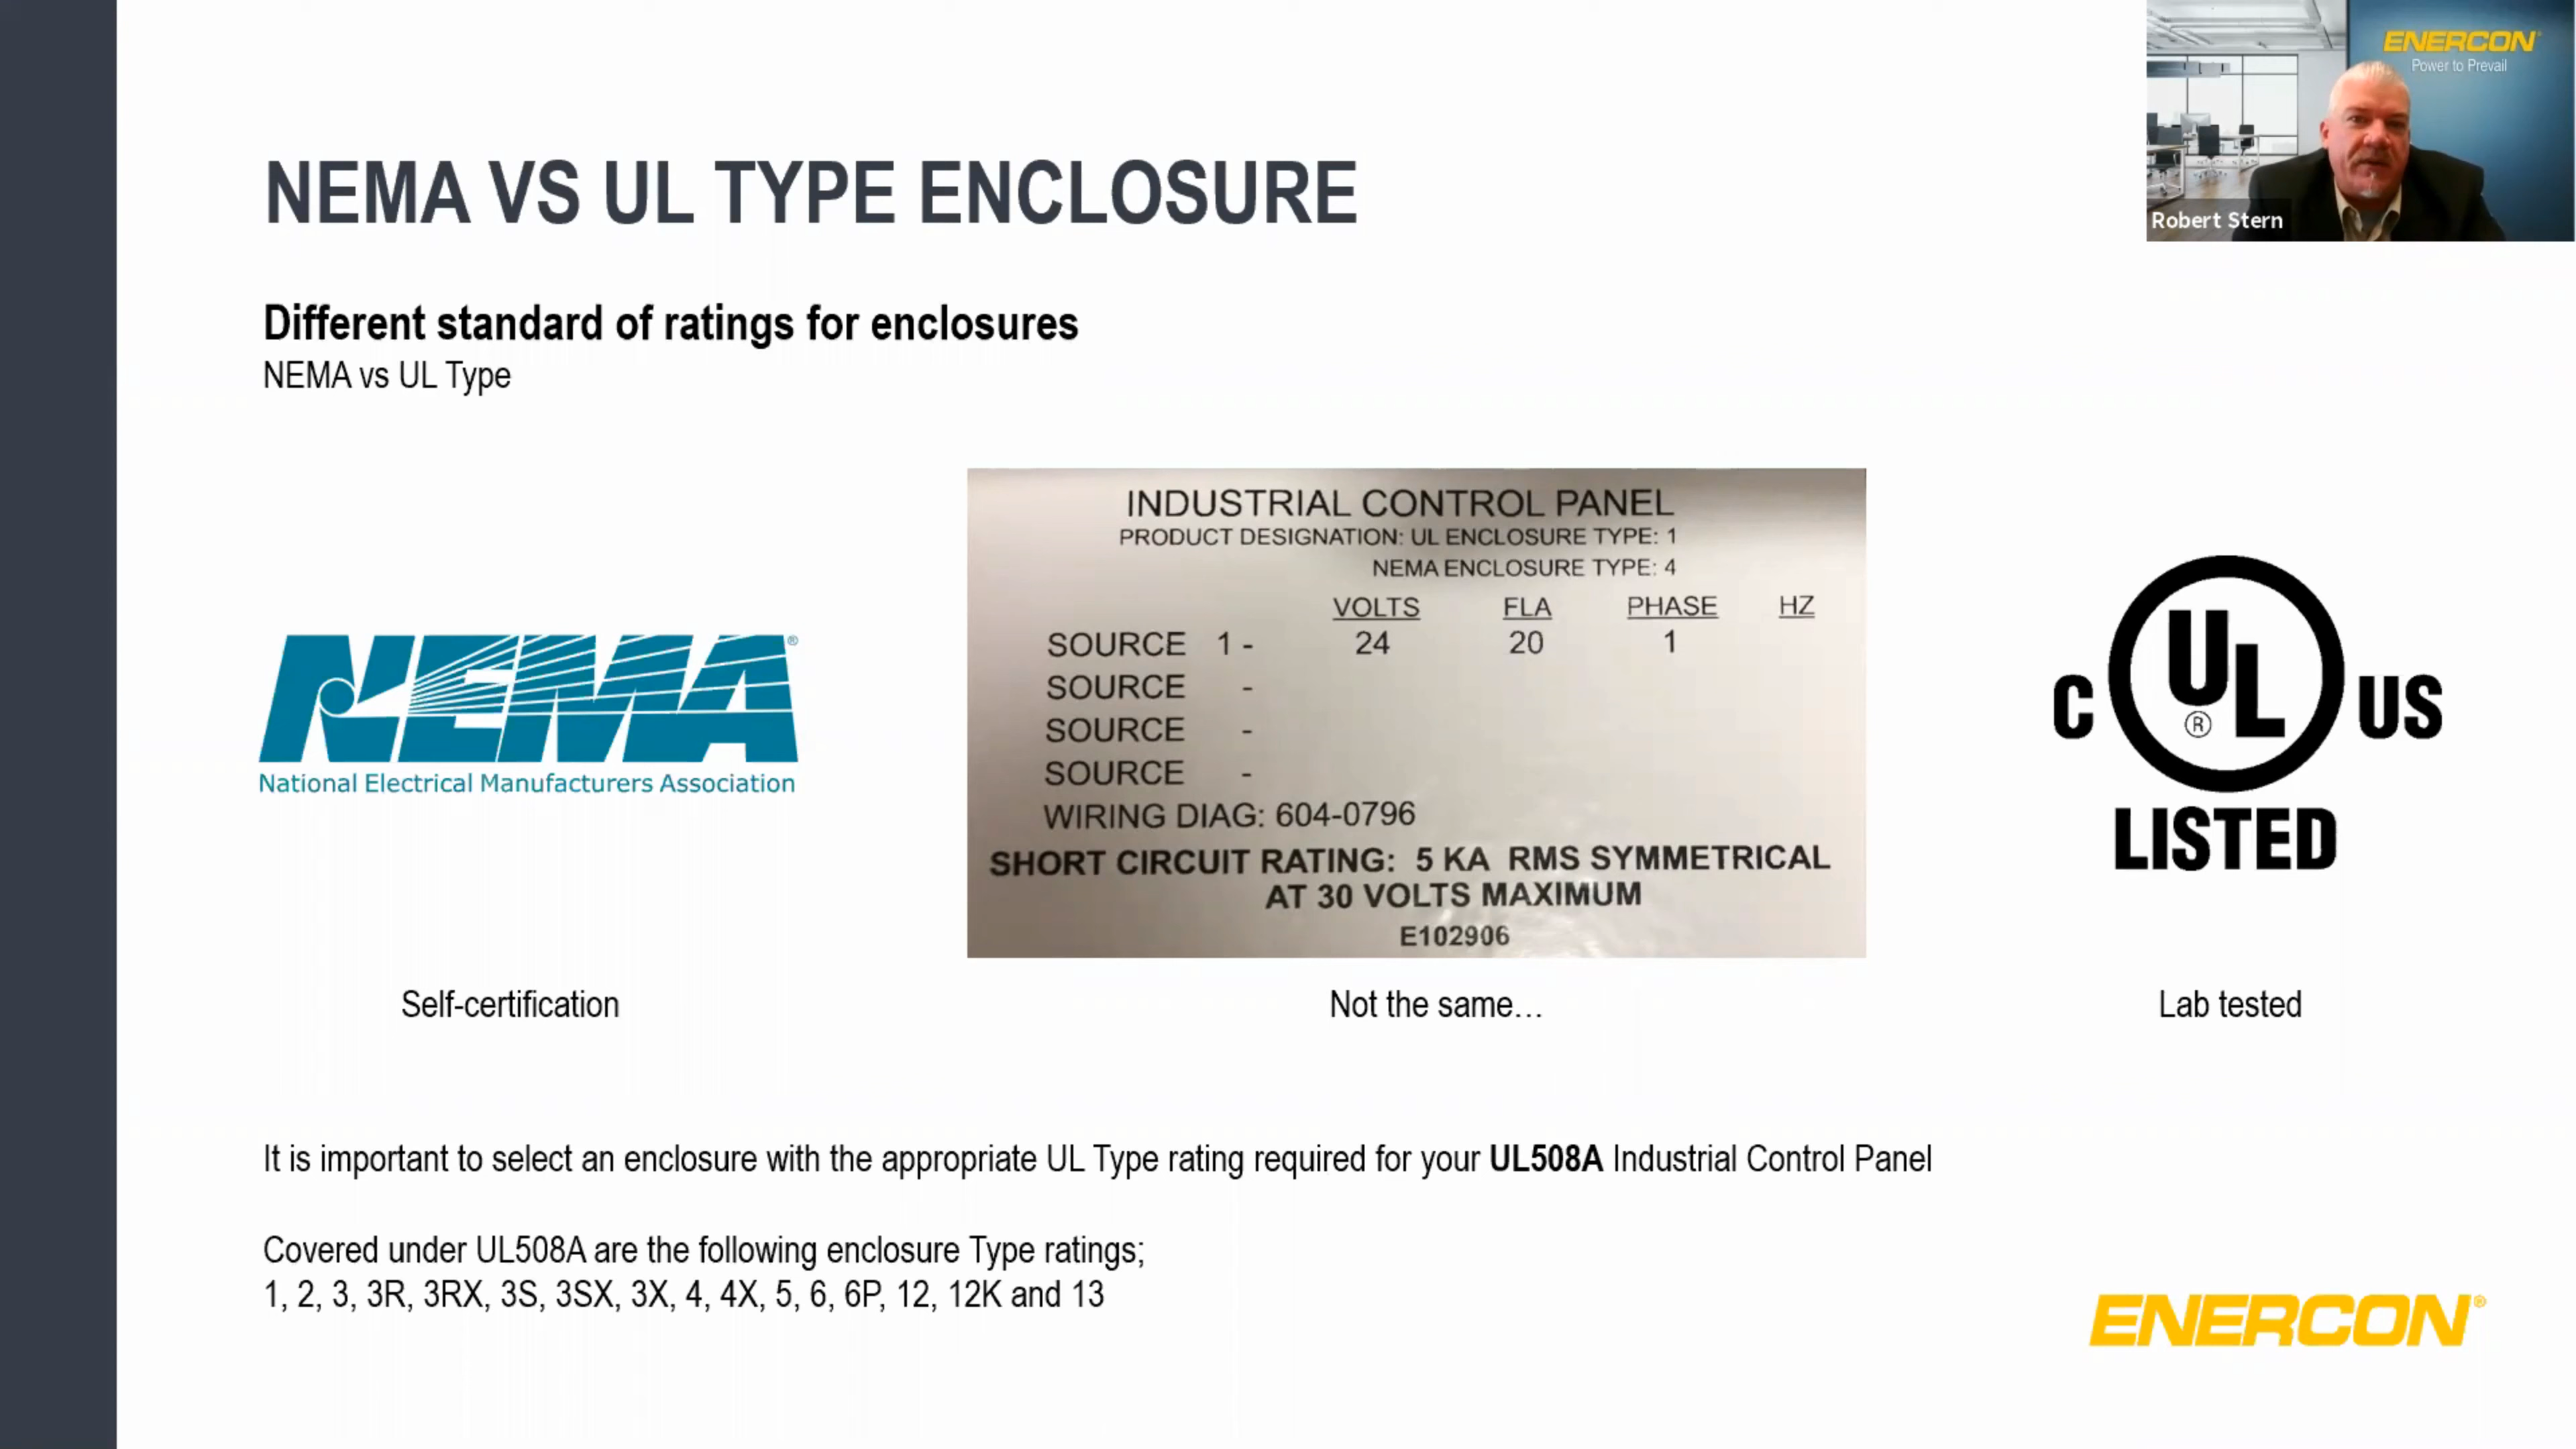 ENERCON®
Power to Prevail
Robert Stern
NEMA VS UL TYPE ENCLOSURE
Different standard of ratings for enclosures
NEMA vs UL Type
NEMA®
National Electrical Manufacturers Association
INDUSTRIAL CONTROL PANEL
PRODUCT DESIGNATION: UL ENCLOSURE TYPE: 1
NEMA ENCLOSURE TYPE: 4
VOLTS FLA PHASE HZ
SOURCE 1 - 24 20 1
SOURCE -
SOURCE -
SOURCE -
WIRING DIAG: 604-0796
SHORT CIRCUIT RATING: 5 KA RMS SYMMETRICAL
AT 30 VOLTS MAXIMUM
E102906
C UL® US
LISTED
Self-certification
Not the same...
Lab tested
It is important to select an enclosure with the appropriate UL Type rating required for your UL508A Industrial Control Panel
Covered under UL508A are the following enclosure Type ratings;
1, 2, 3, 3R, 3RX, 3S, 3SX, 3X, 4, 4X, 5, 6, 6P, 12, 12K and 13
ENERCON®